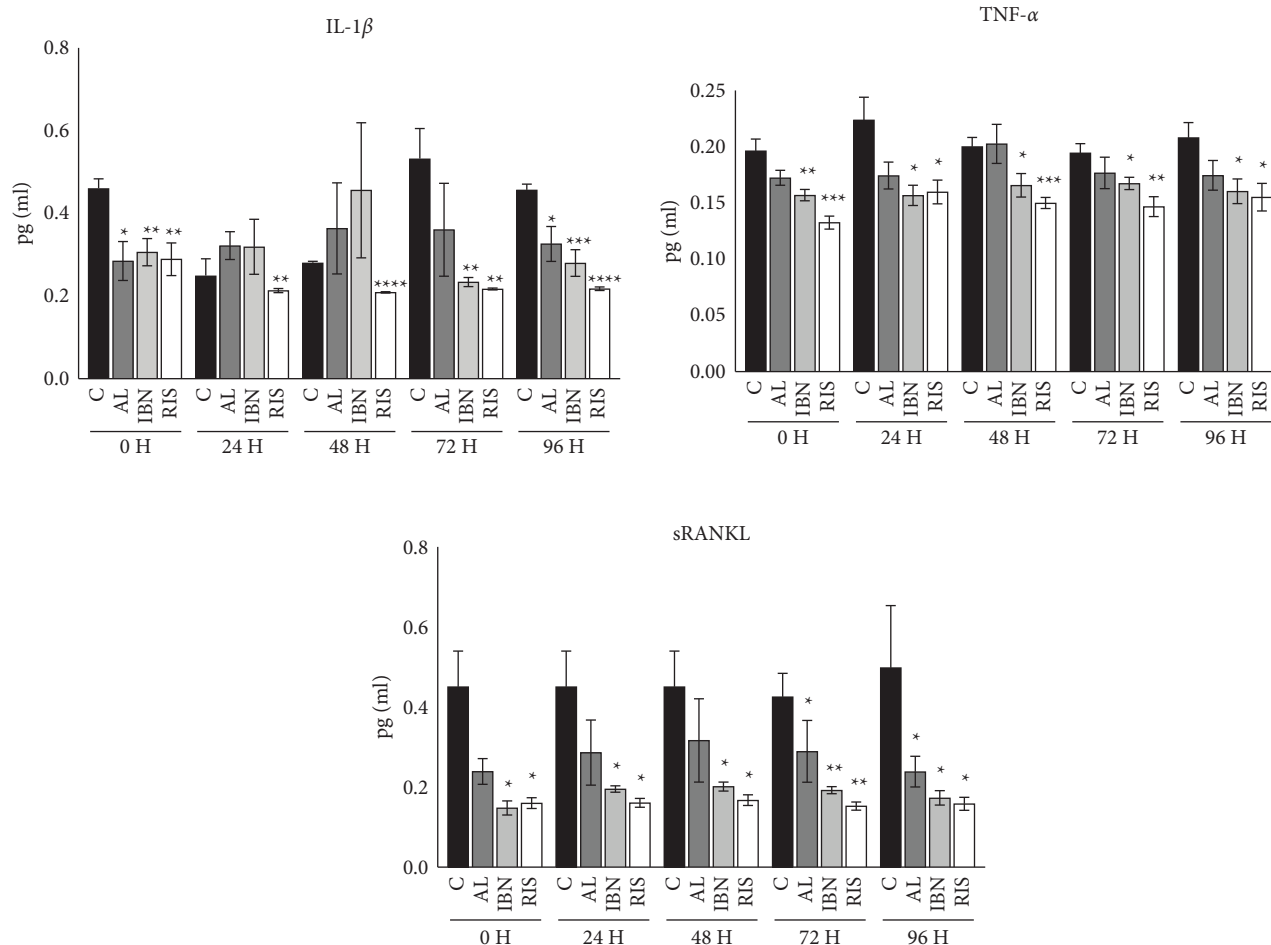 IL-1β
pg (ml)
0.8
0.6
0.4
0.2
0.0
* ** ** ** **** ** ** * *** ****
C AL IBN RIS C AL IBN RIS C AL IBN RIS C AL IBN RIS C AL IBN RIS
0 H 24 H 48 H 72 H 96 H
TNF-α
pg (ml)
0.25
0.20
0.15
0.10
0.05
0.00
** *** * * * *** * ** * *
C AL IBN RIS C AL IBN RIS C AL IBN RIS C AL IBN RIS C AL IBN RIS
0 H 24 H 48 H 72 H 96 H
sRANKL
pg (ml)
0.8
0.6
0.4
0.2
0.0
* * * * * * * ** ** * * *
C AL IBN RIS C AL IBN RIS C AL IBN RIS C AL IBN RIS C AL IBN RIS
0 H 24 H 48 H 72 H 96 H